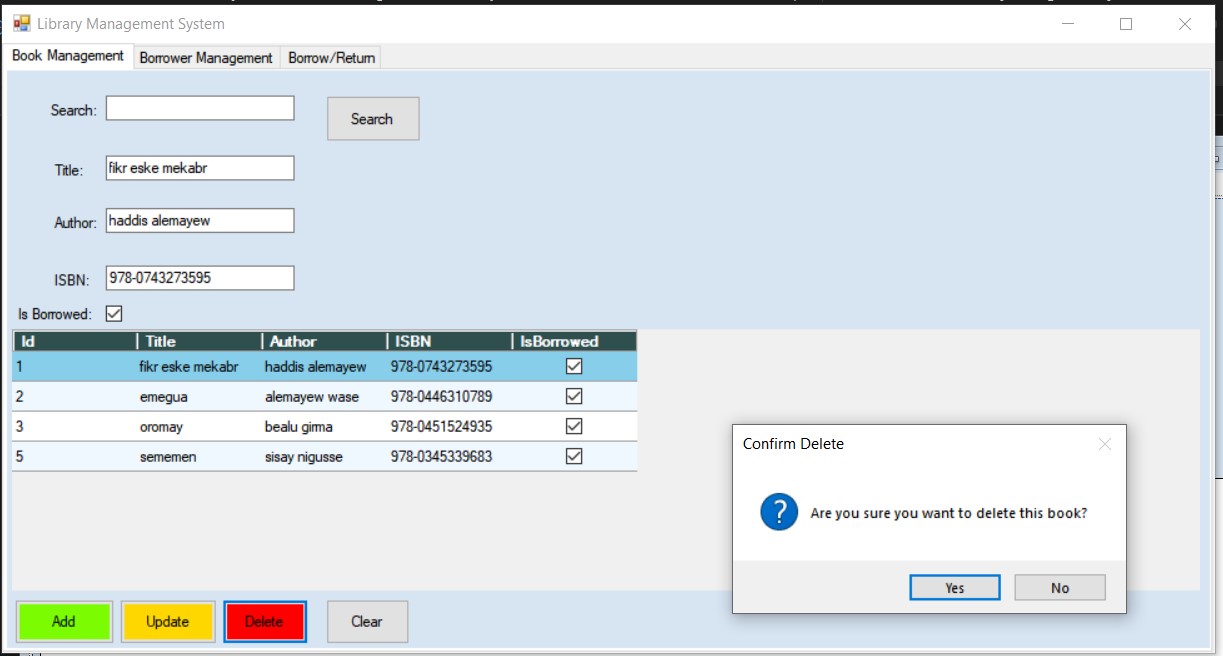 Library Management System
Book Management Borrower Management Borrow/Return
Search: Search
Title: fikr eske mekabr
Author: haddis alemayew
ISBN: 978-0743273595
Is Borrowed:
Id Title Author ISBN IsBorrowed
1 fikr eske mekabr haddis alemayew 978-0743273595
2 emegua alemayew wase 978-0446310789
3 oromay bealu girma 978-0451524935
5 sememen sisay nigusse 978-0345339683
Confirm Delete
Are you sure you want to delete this book?
Yes No
Add Update Delete Clear